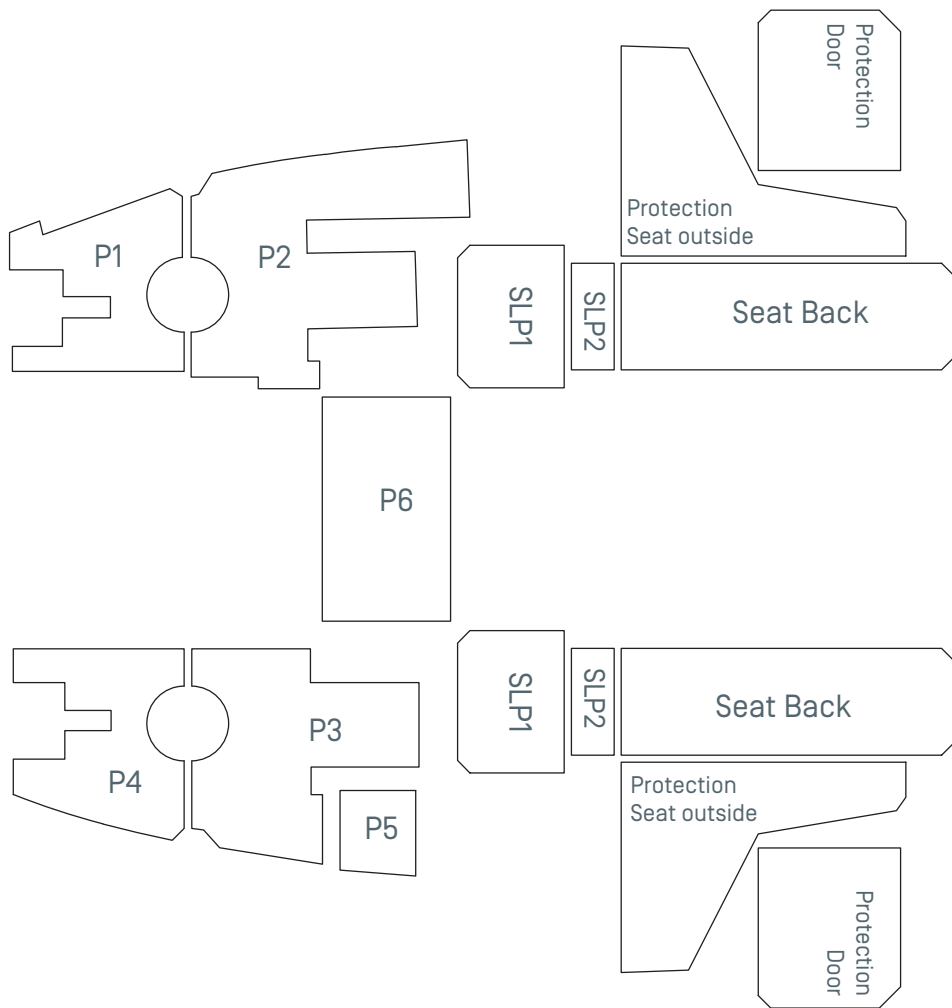 Protection
Door
Protection
Seat outside
P1
P2
SLP1
SLP2
Seat Back
P6
SLP1
SLP2
Seat Back
P3
P4
P5
Protection
Seat outside
Protection
Door